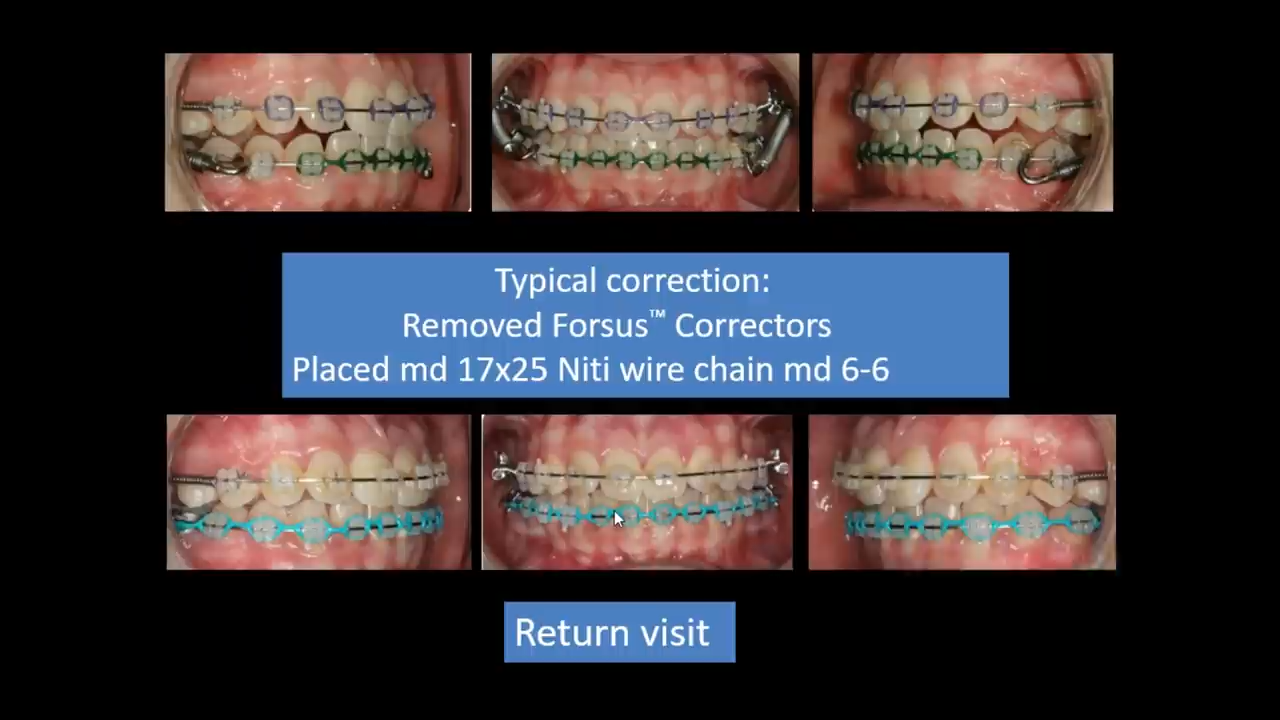 Typical correction:
Removed Forsus™ Correctors
Placed md 17x25 Niti wire chain md 6-6
Return visit